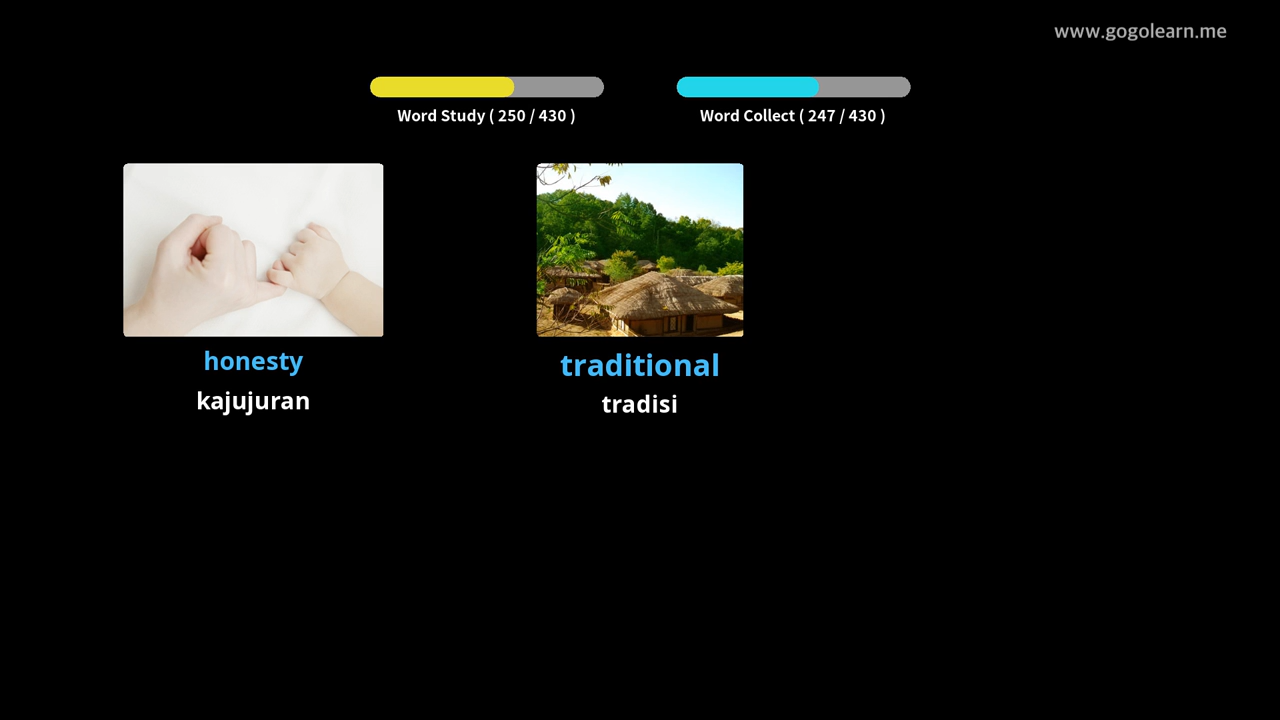 www.gogolearn.me
Word Study ( 250 / 430 )
Word Collect ( 247 / 430 )
honesty
kajujuran
traditional
tradisi